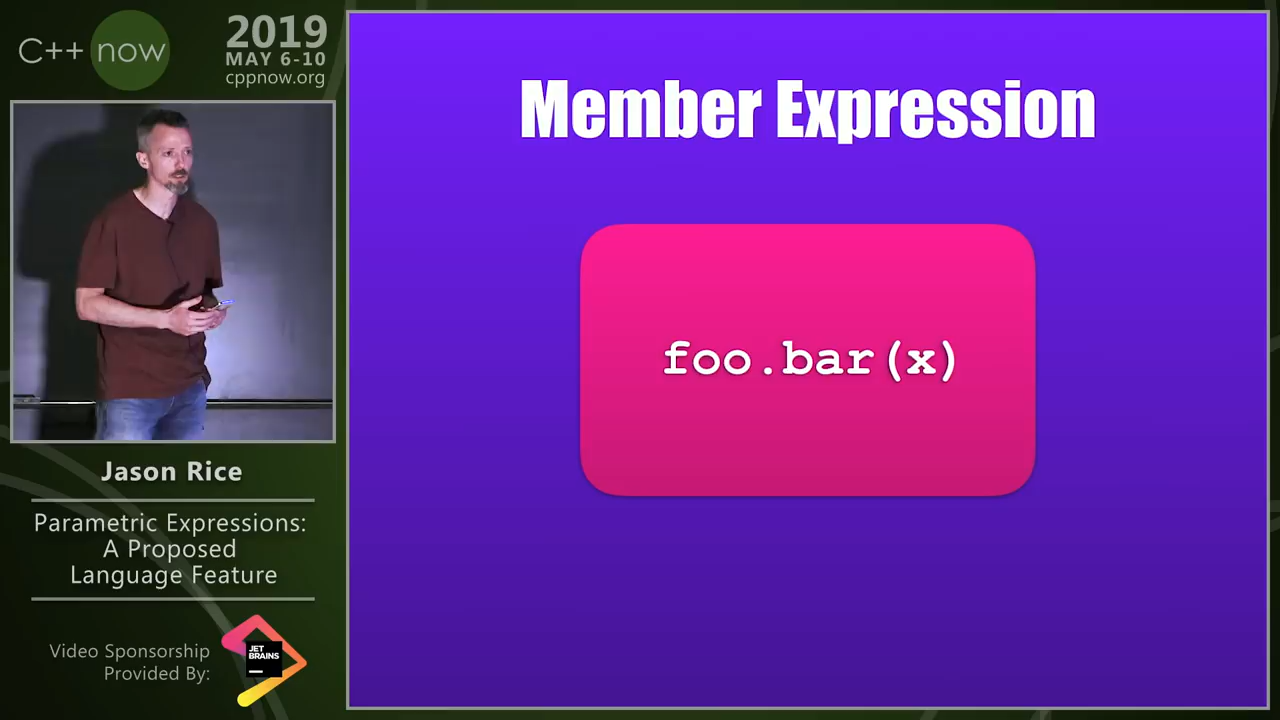 C++ now
2019
MAY 6-10
cppnow.org
Member Expression
foo.bar(x)
Jason Rice
Parametric Expressions:
A Proposed
Language Feature
Video Sponsorship
Provided By:
JET
BRAINS